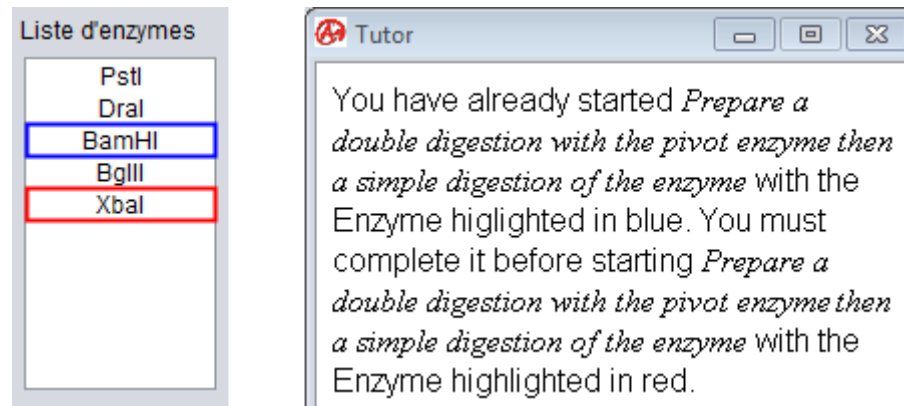 Liste d'enzymes
PstI
DraI
BamHI
BglII
XbaI
Tutor
You have already started Prepare a
double digestion with the pivot enzyme then
a simple digestion of the enzyme with the
Enzyme higlighted in blue. You must
complete it before starting Prepare a
double digestion with the pivot enzyme then
a simple digestion of the enzyme with the
Enzyme highlighted in red.